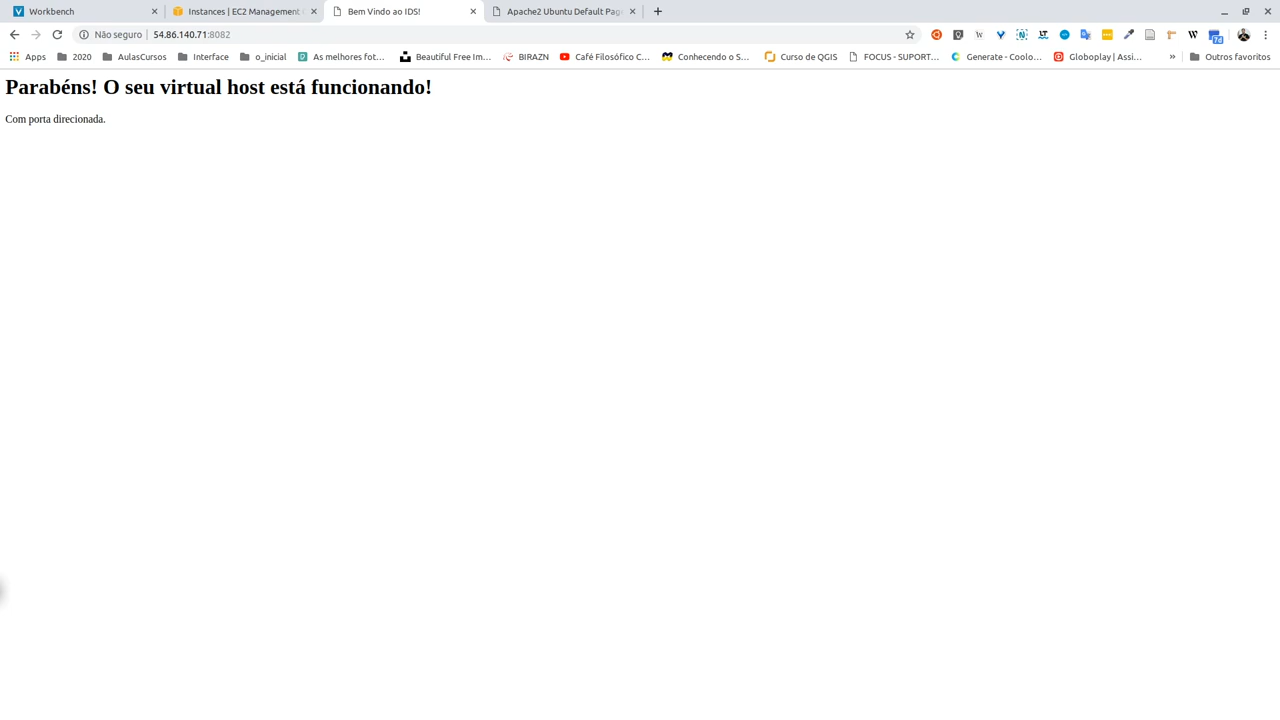 Workbench
Instances | EC2 Management
Bem Vindo ao IDS!
Apache2 Ubuntu Default Page
Não seguro
54.86.140.71:8082
Apps
2020
AulasCursos
Interface
o_inicial
As melhores fot...
Beautiful Free Im...
BIRAZN
Café Filosófico C...
Conhecendo o S...
Curso de QGIS
FOCUS - SUPORT...
Generate - Coolo...
Globoplay | Assi...
»
Outros favoritos
Parabéns! O seu virtual host está funcionando!
Com porta direcionada.